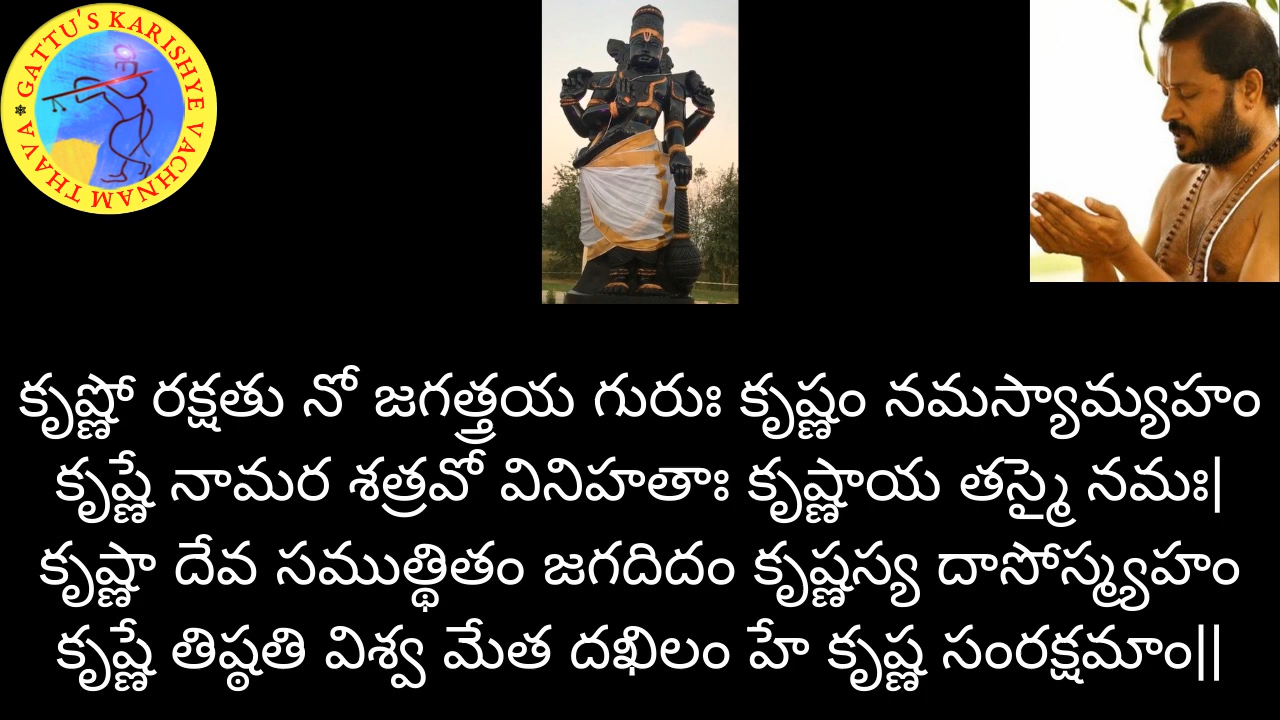 GATTU'S KARISHYE VACHNAM THAVA
కృష్ణో రక్షతు నో జగత్త్రయ గురుః కృష్ణం నమస్యామ్యహం
కృష్ణే నామర శత్రవో వినిహతాః కృష్ణాయ తస్మై నమః|
కృష్ణా దేవ సముత్థితం జగదిదం కృష్ణస్య దాసోస్మ్యహం
కృష్ణే తిష్ఠతి విశ్వ మేత దఖిలం హే కృష్ణ సంరక్షమాం||